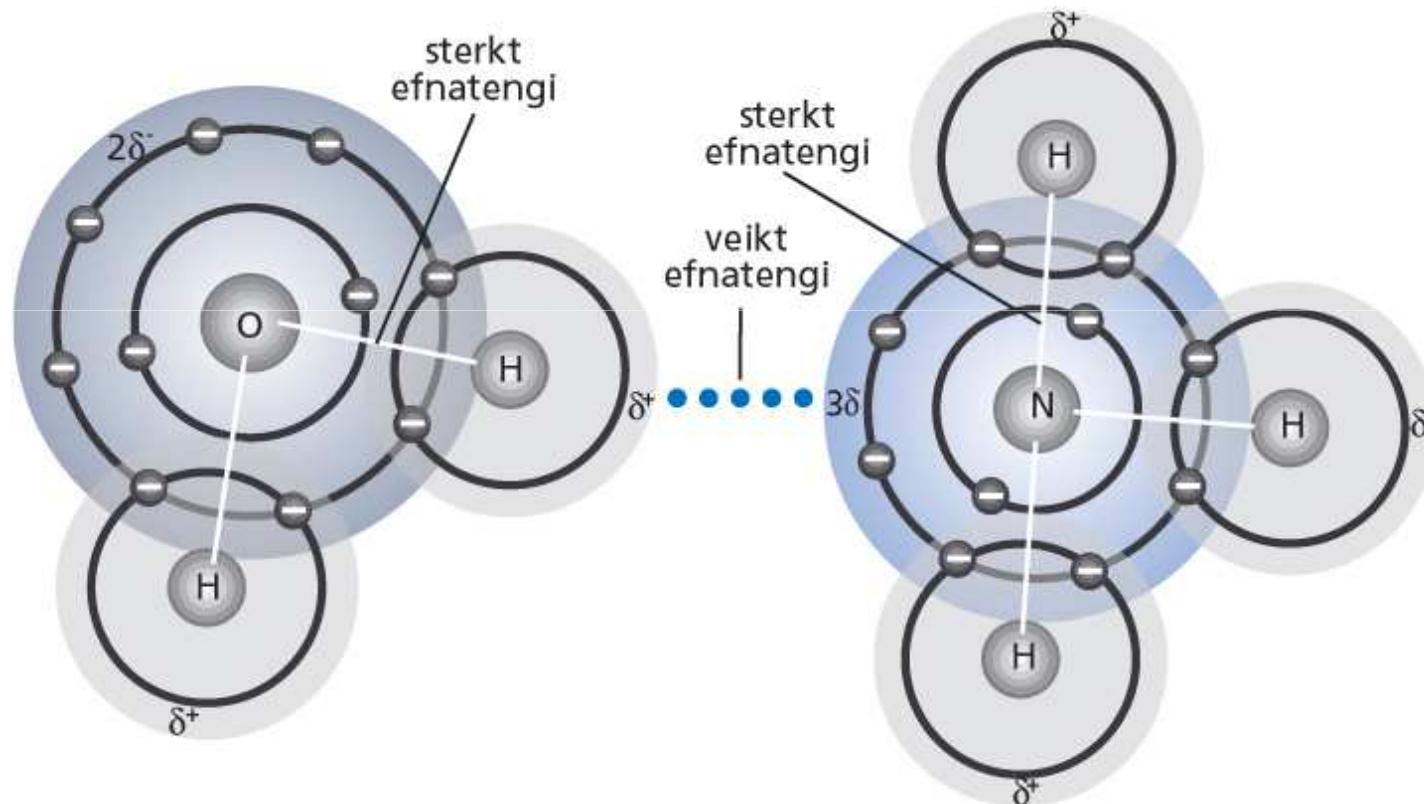 sterkt
efnatengi
2δ-
O
H
H
δ+
δ+
veikt
efnatengi
sterkt
efnatengi
δ+
H
3δ
N
H
δ
H
δ+